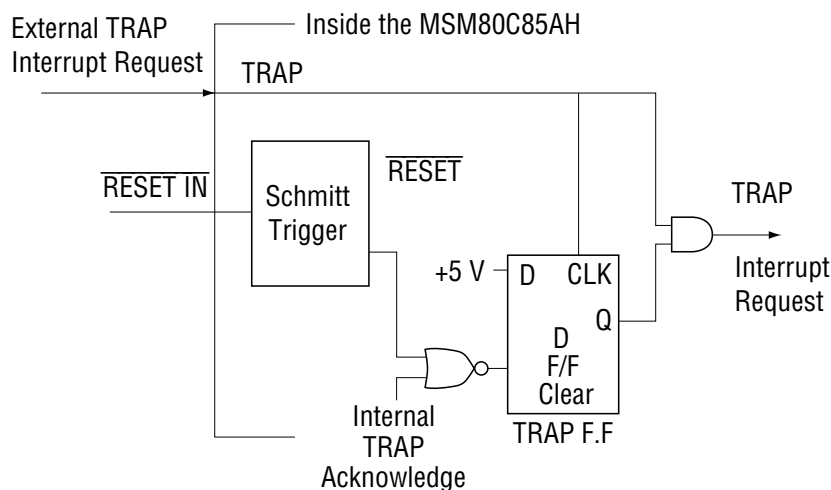 External TRAP
Interrupt Request
Inside the MSM80C85AH
TRAP
RESET IN
Schmitt
Trigger
RESET
TRAP
Interrupt
Request
+5 V
D
CLK
Q
D
F/F
Clear
TRAP F.F
Internal
TRAP
Acknowledge